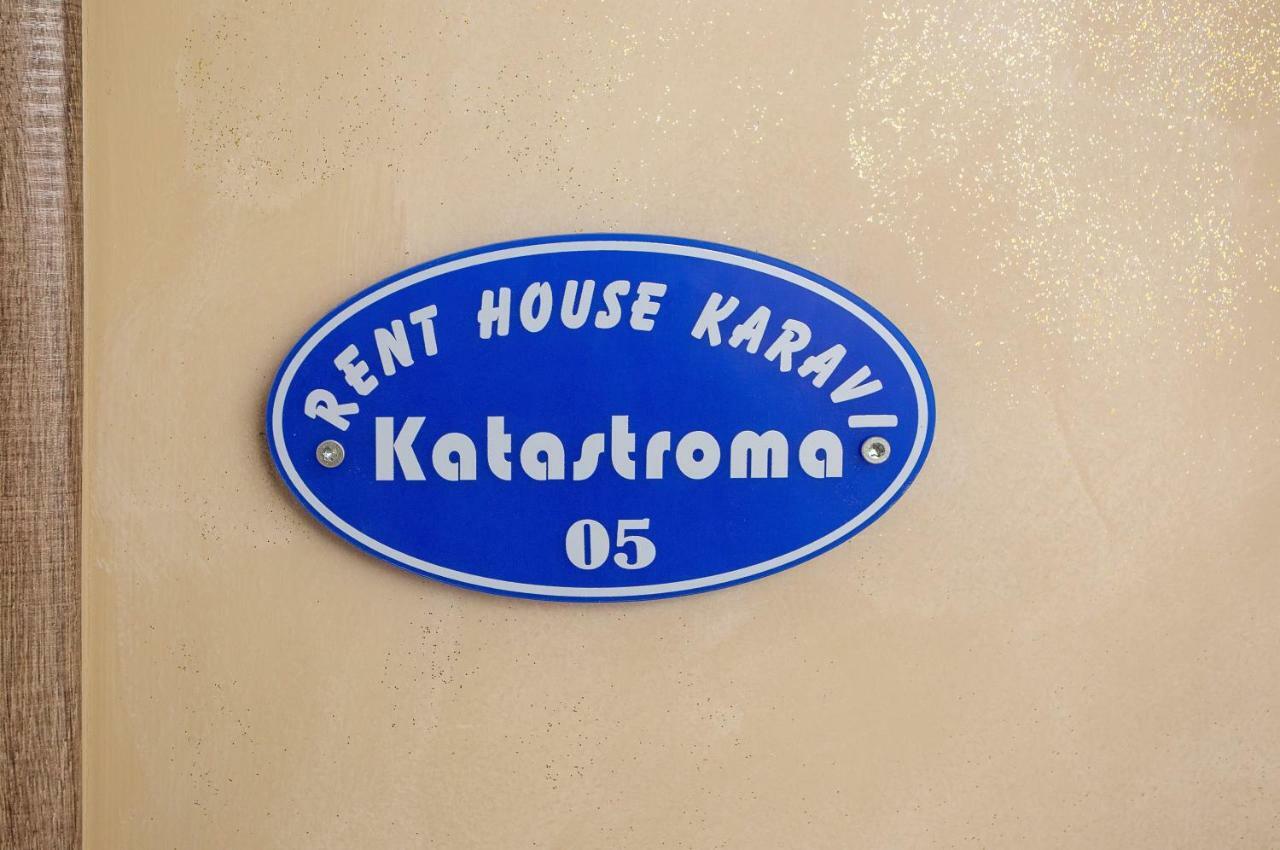 RENT HOUSE KARAVI
Katastroma
05